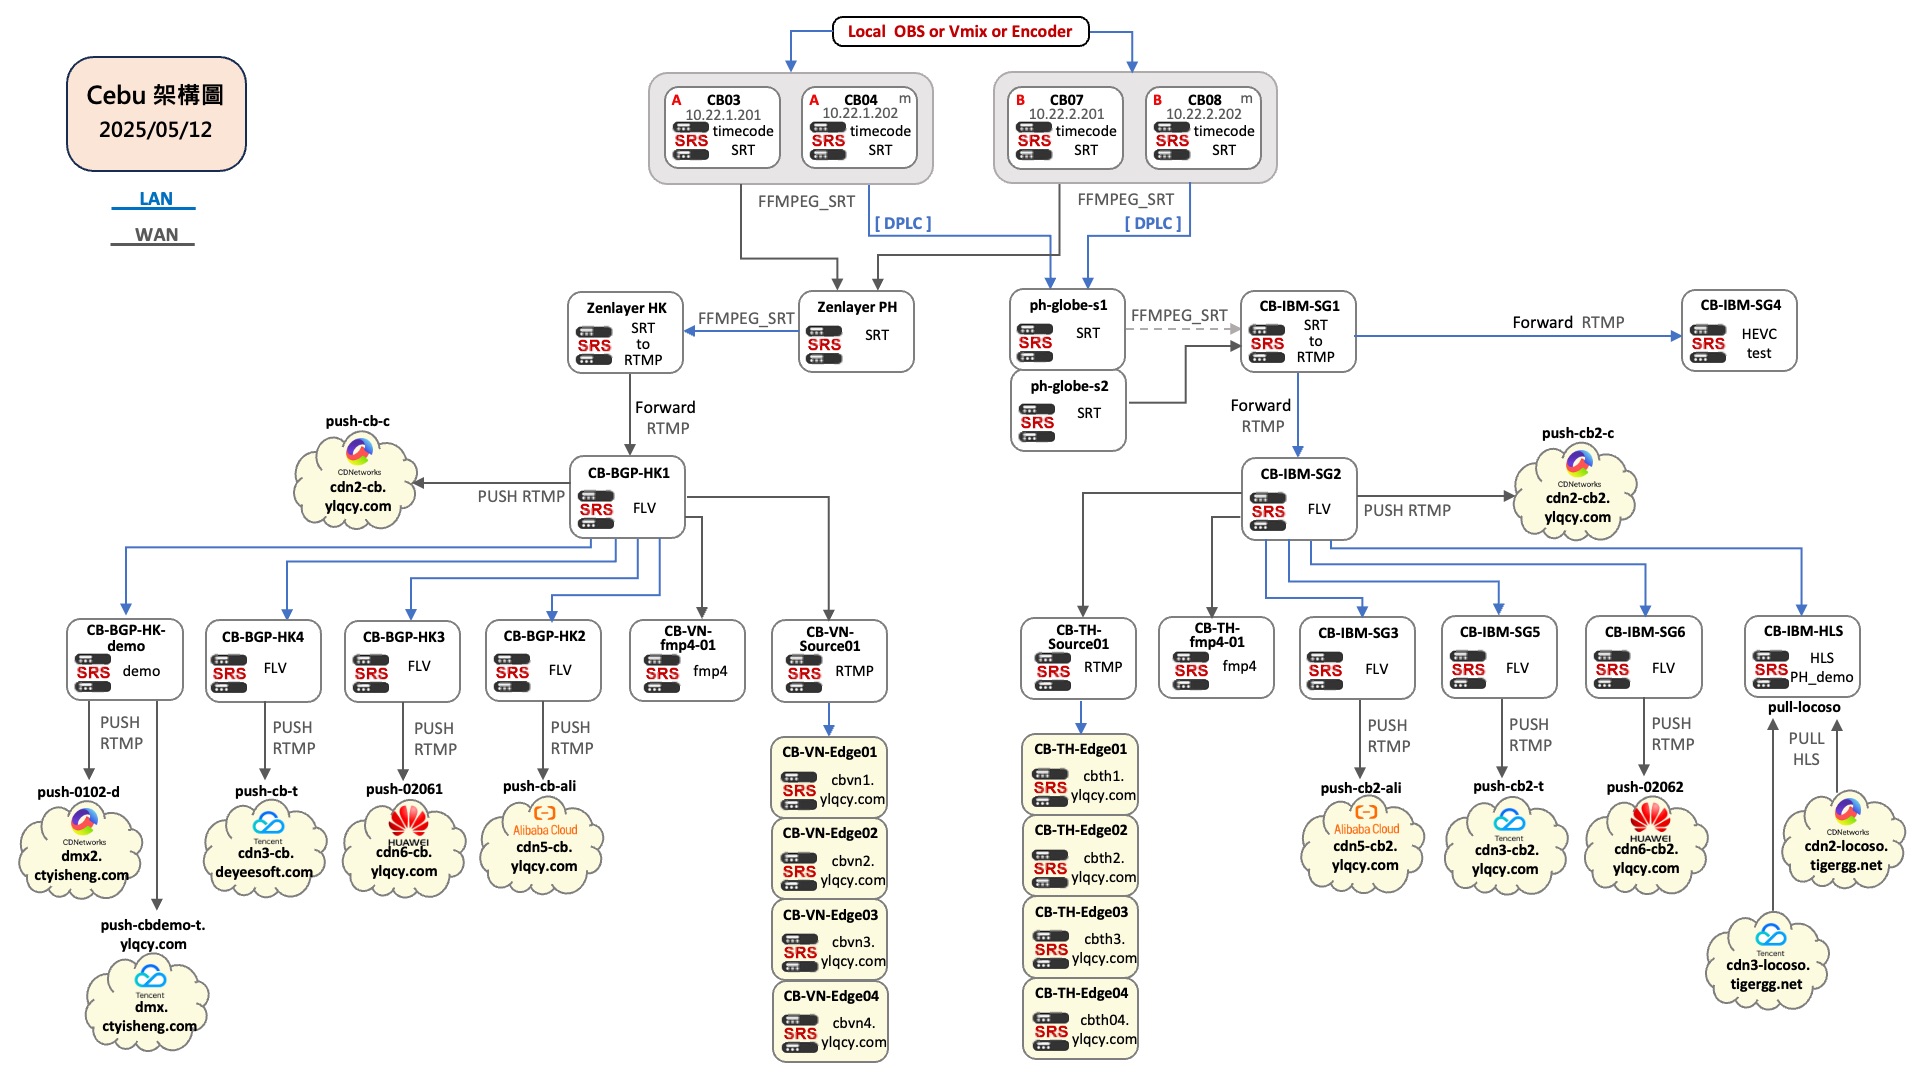 Local OBS or Vmix or Encoder
Cebu 架構圖
2025/05/12
LAN
WAN
A CB03
10.22.1.201
timecode
SRS
SRT
A CB04 m
10.22.1.202
timecode
SRS
SRT
B CB07
10.22.2.201
timecode
SRS
SRT
B CB08 m
10.22.2.202
timecode
SRS
SRT
FFMPEG_SRT
[ DPLC ]
FFMPEG_SRT
[ DPLC ]
Zenlayer HK
SRT
SRS to
RTMP
FFMPEG_SRT
Zenlayer PH
SRT
SRS
ph-globe-s1
SRT
SRS
FFMPEG_SRT
CB-IBM-SG1
SRT
SRS to
RTMP
Forward RTMP
CB-IBM-SG4
HEVC
SRS
test
ph-globe-s2
SRT
SRS
Forward
RTMP
Forward
RTMP
push-cb-c
CDNetworks
cdn2-cb.
ylqcy.com
PUSH RTMP
CB-BGP-HK1
FLV
SRS
CB-IBM-SG2
FLV
SRS
PUSH RTMP
push-cb2-c
CDNetworks
cdn2-cb2.
ylqcy.com
CB-BGP-HK-
demo
SRS demo
CB-BGP-HK4
FLV
SRS
CB-BGP-HK3
FLV
SRS
CB-BGP-HK2
FLV
SRS
CB-VN-
fmp4-01
SRS fmp4
CB-VN-
Source01
SRS RTMP
CB-TH-
Source01
RTMP
SRS
CB-TH-
fmp4-01
fmp4
SRS
CB-IBM-SG3
FLV
SRS
CB-IBM-SG5
FLV
SRS
CB-IBM-SG6
FLV
SRS
CB-IBM-HLS
HLS
SRS
PH_demo
pull-locoso
PUSH
RTMP
PUSH
RTMP
PUSH
RTMP
PUSH
RTMP
PUSH
RTMP
PUSH
RTMP
PUSH
RTMP
PULL
HLS
push-0102-d
CDNetworks
dmx2.
ctyisheng.com
push-cb-t
Tencent
cdn3-cb.
deyeesoft.com
push-02061
HUAWEI
cdn6-cb.
ylqcy.com
push-cb-ali
Alibaba Cloud
cdn5-cb.
ylqcy.com
CB-VN-Edge01
cbvn1.
SRS
ylqcy.com
CB-VN-Edge02
cbvn2.
SRS
ylqcy.com
CB-VN-Edge03
cbvn3.
SRS
ylqcy.com
CB-VN-Edge04
cbvn4.
SRS
ylqcy.com
CB-TH-Edge01
cbth1.
SRS
ylqcy.com
CB-TH-Edge02
cbth2.
SRS
ylqcy.com
CB-TH-Edge03
cbth3.
SRS
ylqcy.com
CB-TH-Edge04
cbth04.
SRS
ylqcy.com
push-cb2-ali
Alibaba Cloud
cdn5-cb2.
ylqcy.com
push-cb2-t
Tencent
cdn3-cb2.
ylqcy.com
push-02062
HUAWEI
cdn6-cb2.
ylqcy.com
CDNetworks
cdn2-locoso.
tigergg.net
push-cbdemo-t.
ylqcy.com
Tencent
dmx.
ctyisheng.com
Tencent
cdn3-locoso.
tigergg.net